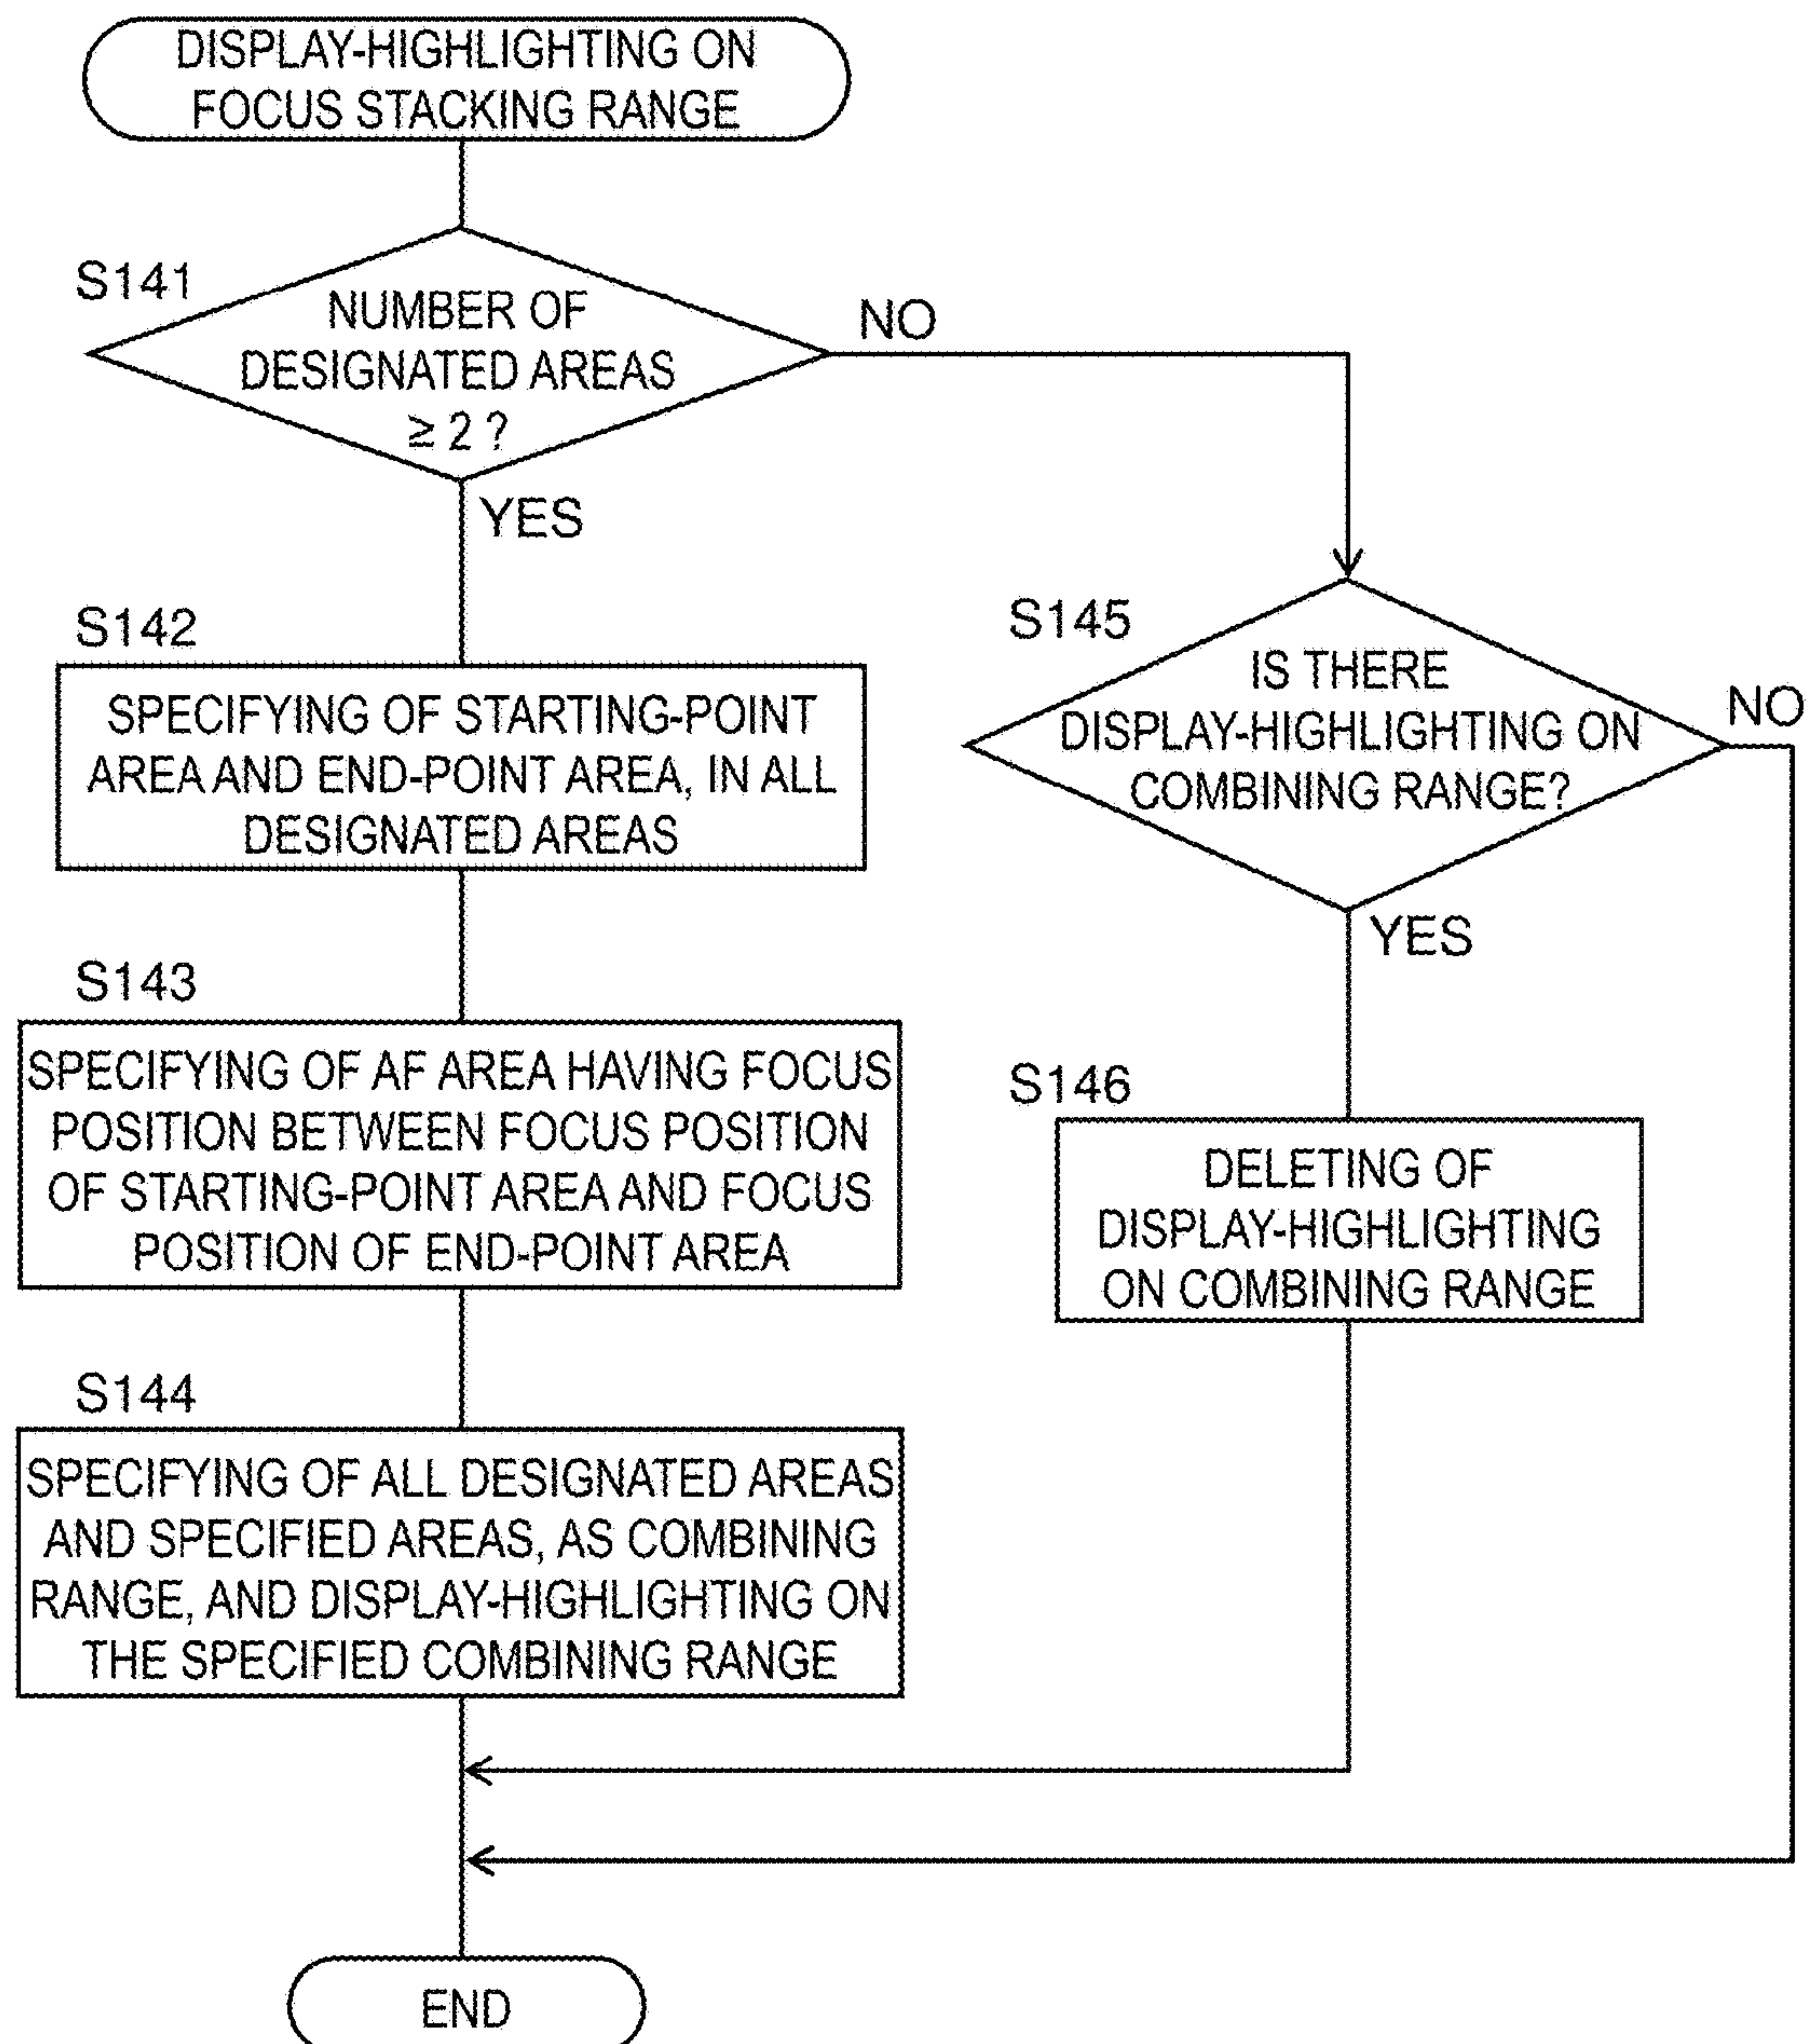 DISPLAY-HIGHLIGHTING ON
FOCUS STACKING RANGE
S141
NUMBER OF
DESIGNATED AREAS
≥ 2 ?
NO
YES
S142
SPECIFYING OF STARTING-POINT
AREA AND END-POINT AREA, IN ALL
DESIGNATED AREAS
S143
SPECIFYING OF AF AREA HAVING FOCUS
POSITION BETWEEN FOCUS POSITION
OF STARTING-POINT AREA AND FOCUS
POSITION OF END-POINT AREA
S144
SPECIFYING OF ALL DESIGNATED AREAS
AND SPECIFIED AREAS, AS COMBINING
RANGE, AND DISPLAY-HIGHLIGHTING ON
THE SPECIFIED COMBINING RANGE
S145
IS THERE
DISPLAY-HIGHLIGHTING ON
COMBINING RANGE?
NO
YES
S146
DELETING OF
DISPLAY-HIGHLIGHTING
ON COMBINING RANGE
END